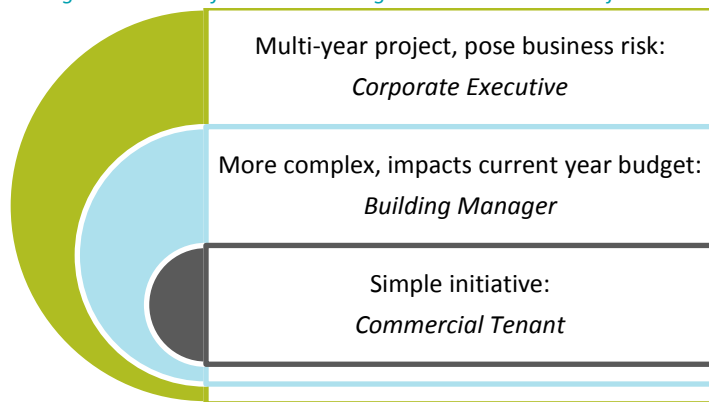 Multi-year project, pose business risk:
Corporate Executive
More complex, impacts current year budget:
Building Manager
Simple initiative:
Commercial Tenant